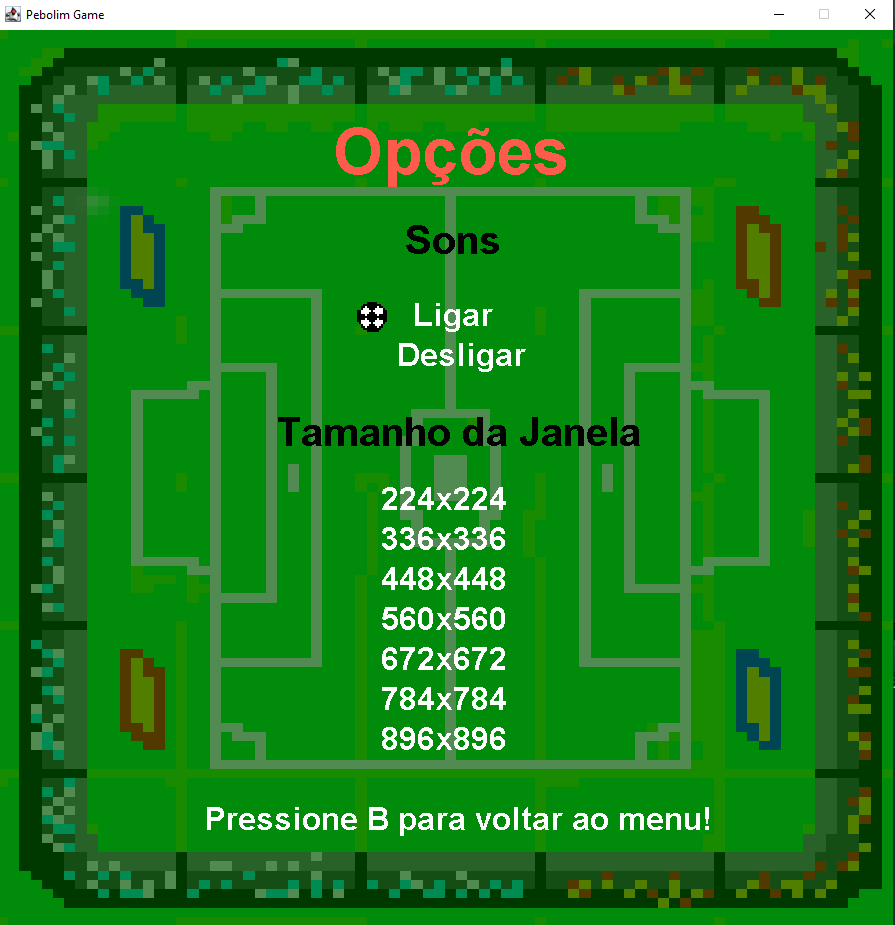 Pebolim Game
Opções
Sons
Ligar
Desligar
Tamanho da Janela
224x224
336x336
448x448
560x560
672x672
784x784
896x896
Pressione B para voltar ao menu!